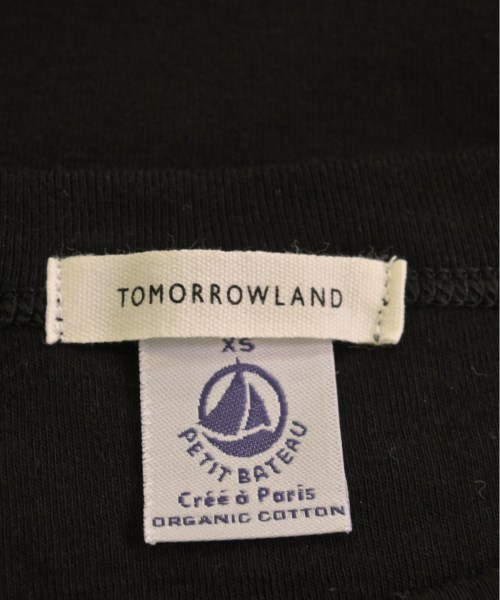 TOMORROWLAND
XS
PETIT BATEAU
Créé à Paris
ORGANIC COTTON